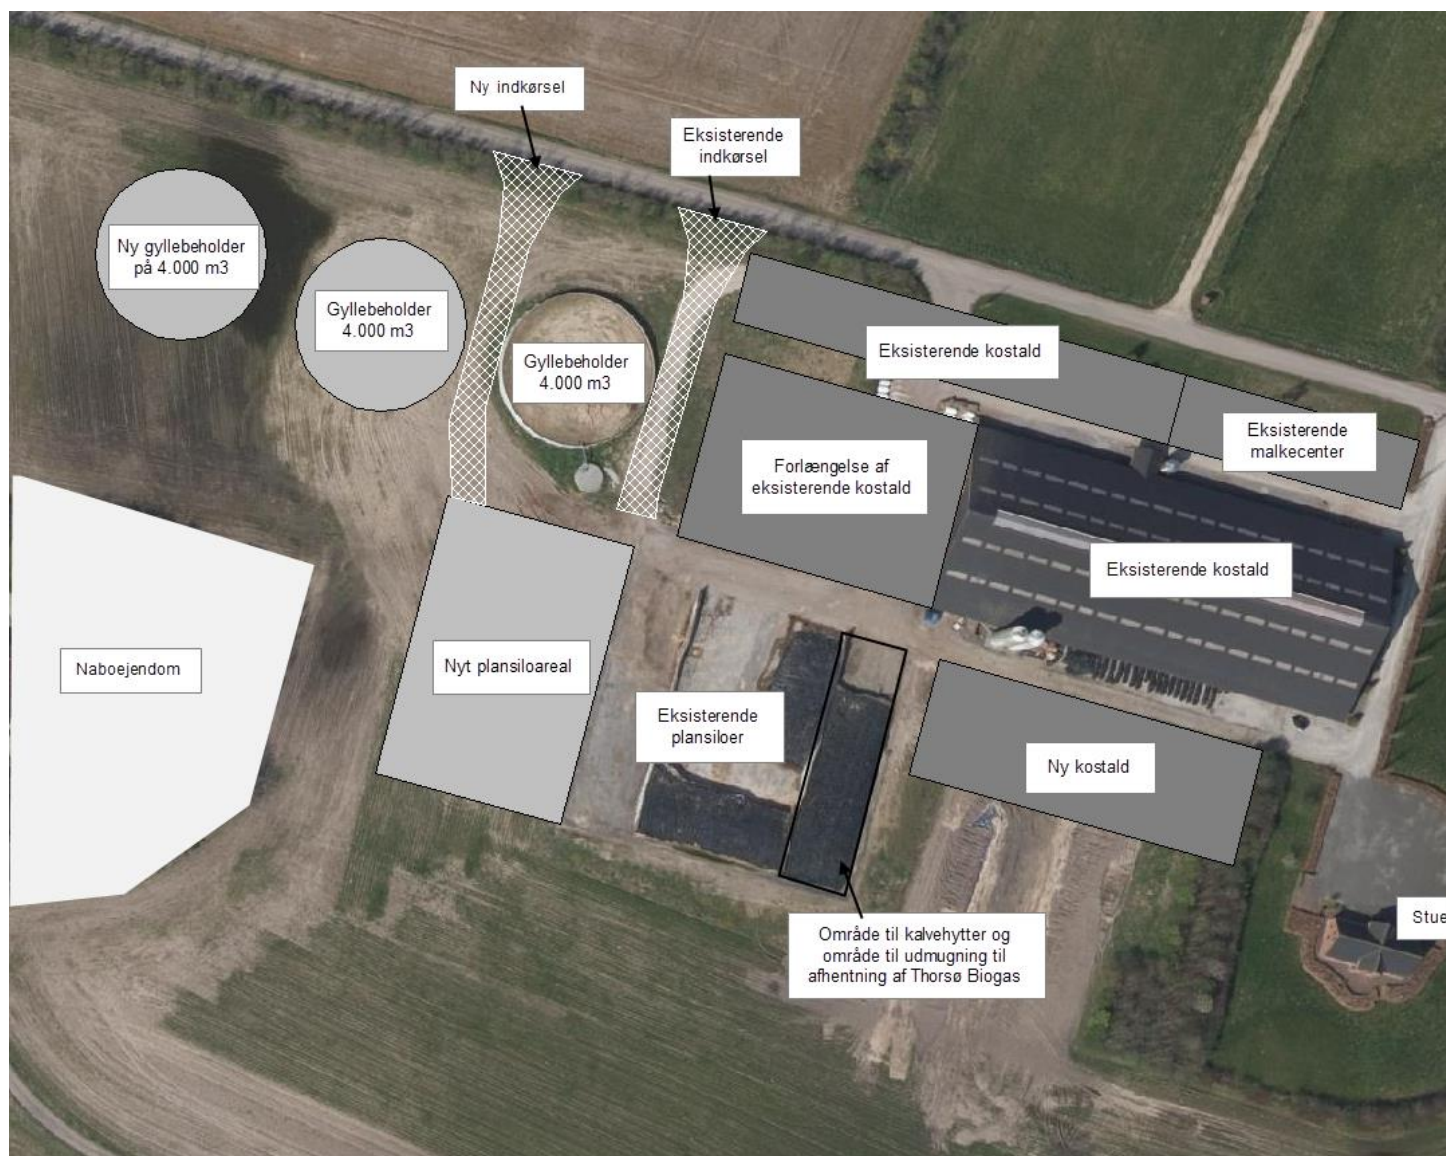 Ny indkørsel
Eksisterende
indkørsel
Ny gyllebeholder
på 4.000 m3
Gyllebeholder
4.000 m3
Gyllebeholder
4.000 m3
Eksisterende kostald
Eksisterende
malkecenter
Forlængelse af
eksisterende kostald
Eksisterende kostald
Naboejendom
Nyt plansiloareal
Eksisterende
plansiloer
Ny kostald
Område til kalvehytter og
område til udmugning til
afhentning af Thorsø Biogas
Stue